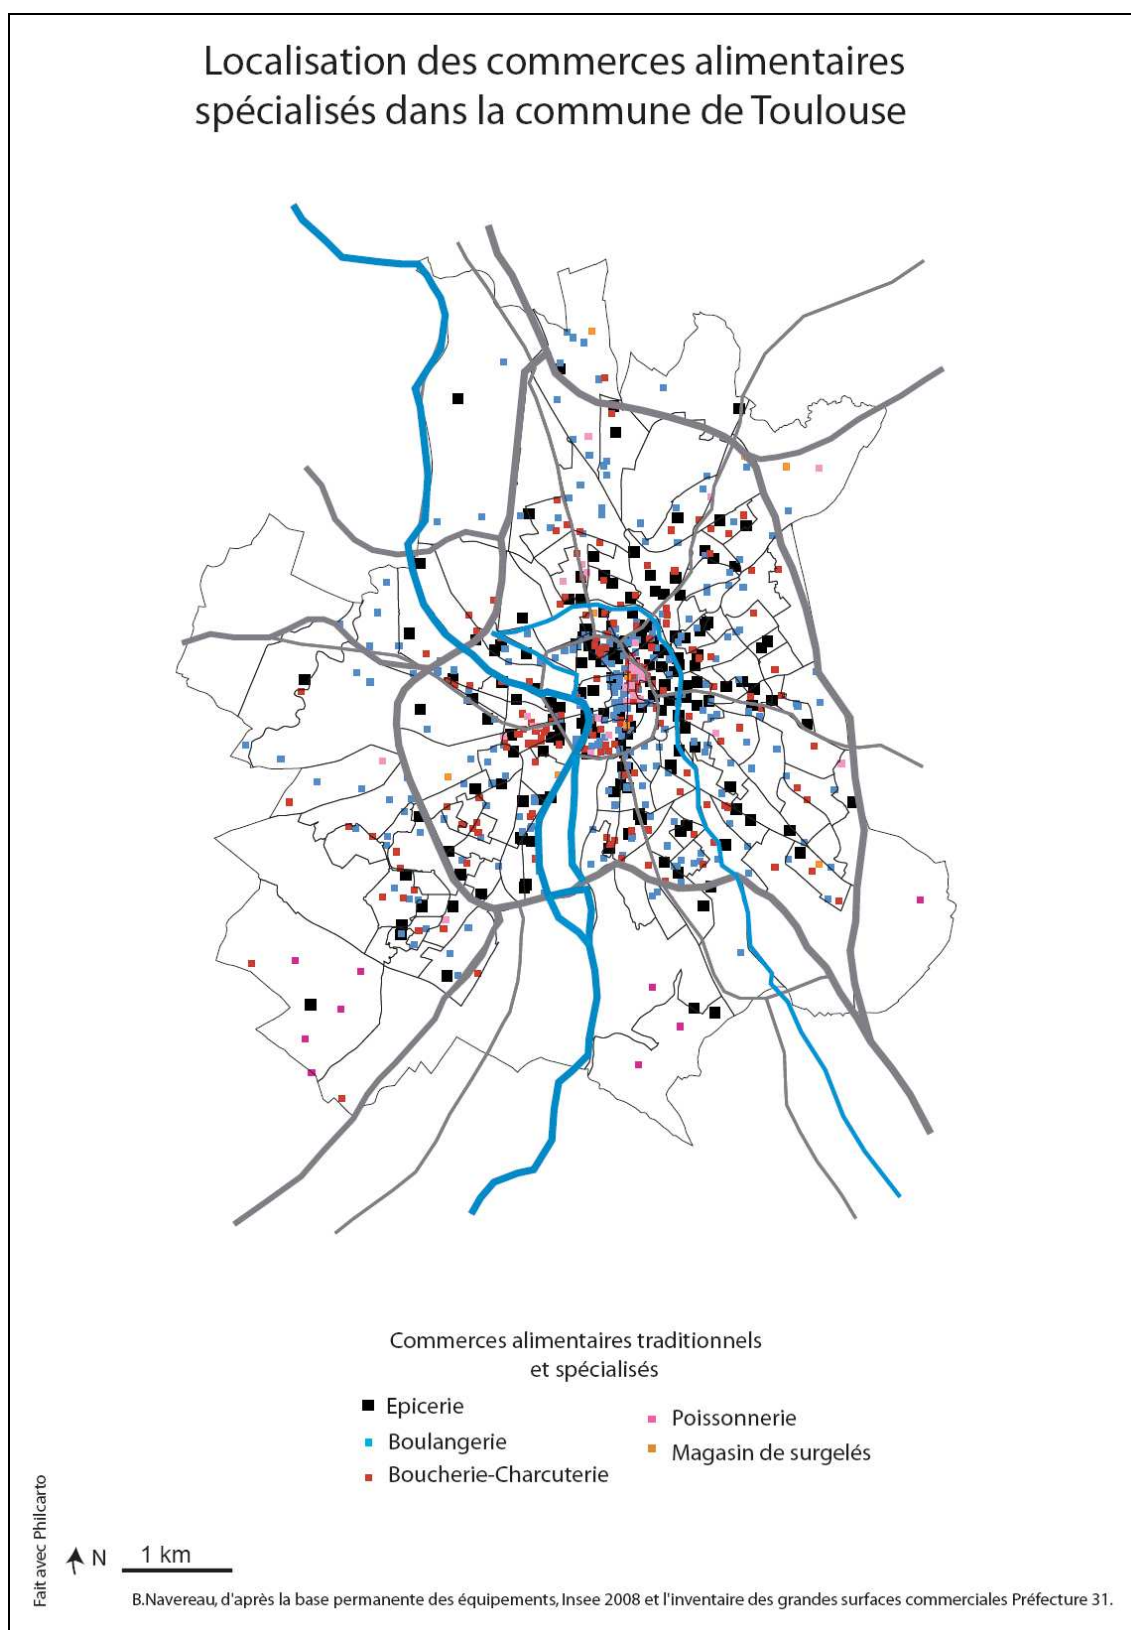 Localisation des commerces alimentaires
spécialisés dans la commune de Toulouse
Commerces alimentaires traditionnels
et spécialisés
Epicerie
Boulangerie
Boucherie-Charcuterie
Poissonnerie
Magasin de surgelés
Fait avec Philcarto
N
1 km
B.Navereau, d'après la base permanente des équipements, Insee 2008 et l'inventaire des grandes surfaces commerciales Préfecture 31.